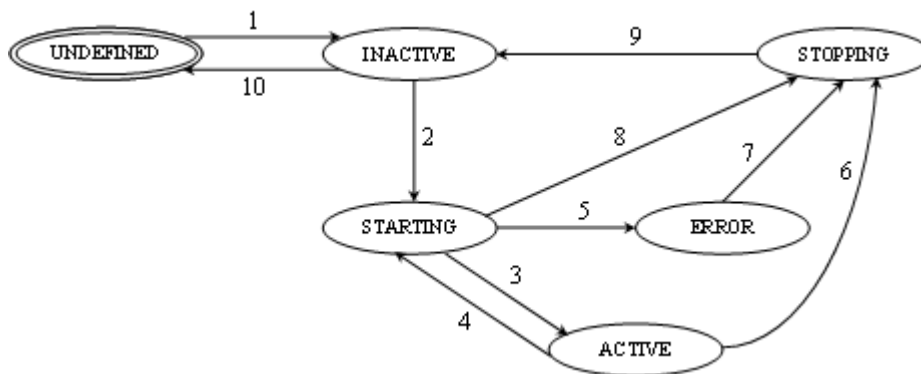 1
9
UNDEFINED
INACTIVE
STOPPING
10
2
8
7
6
5
STARTING
ERROR
3
4
ACTIVE